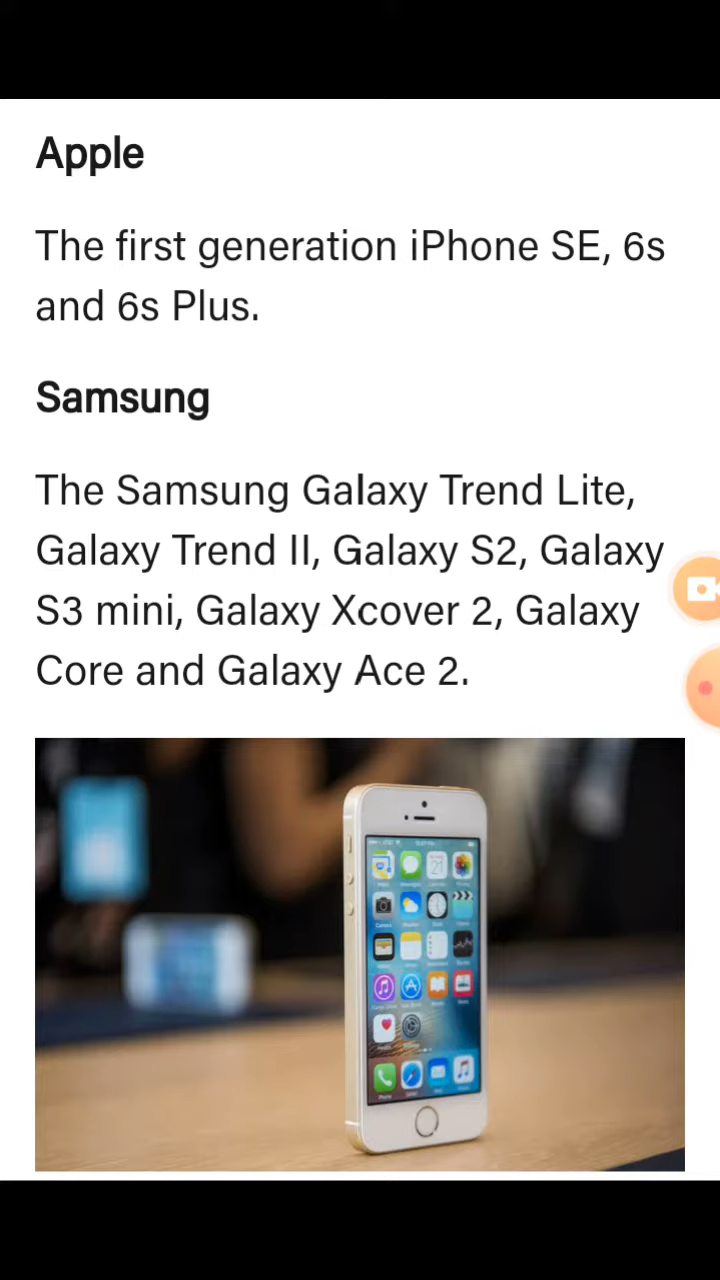 Apple
The first generation iPhone SE, 6s
and 6s Plus.
Samsung
The Samsung Galaxy Trend Lite,
Galaxy Trend II, Galaxy S2, Galaxy
S3 mini, Galaxy Xcover 2, Galaxy
Core and Galaxy Ace 2.